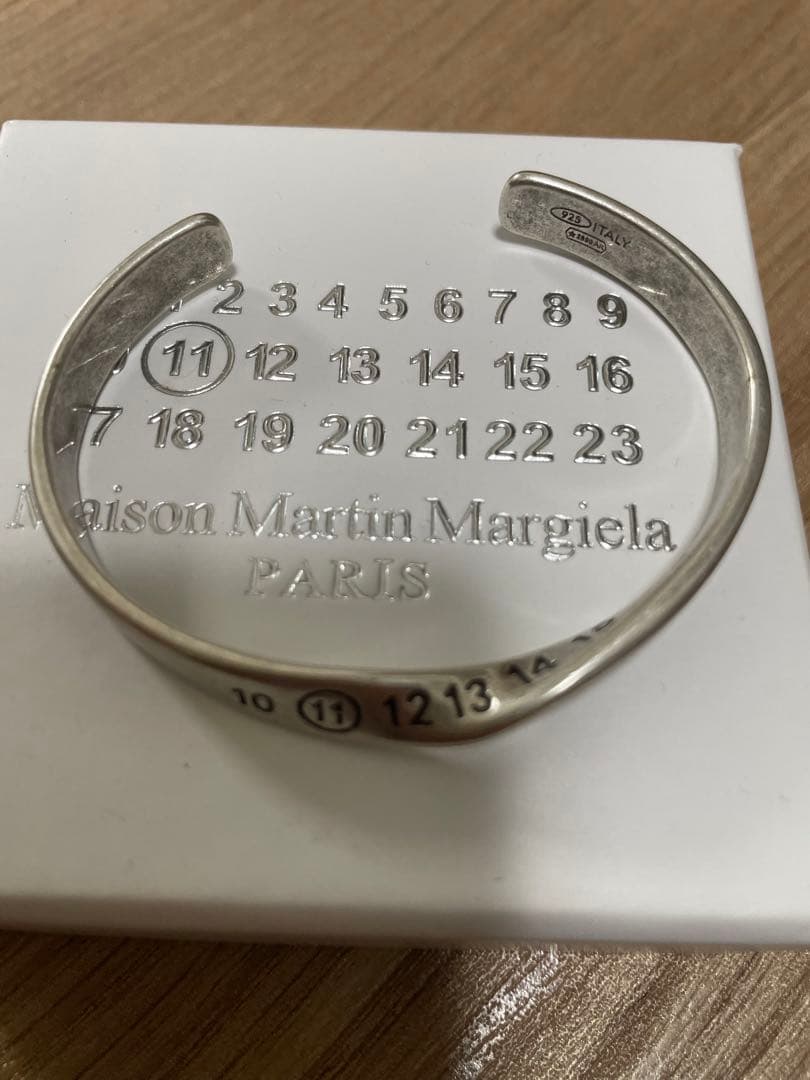 925 ITALY
2 3 4 5 6 7 8 9
11 12 13 14 15 16
7 18 19 20 21 22 23
Maison Martin Margiela
PARIS
10 11 12 13 14